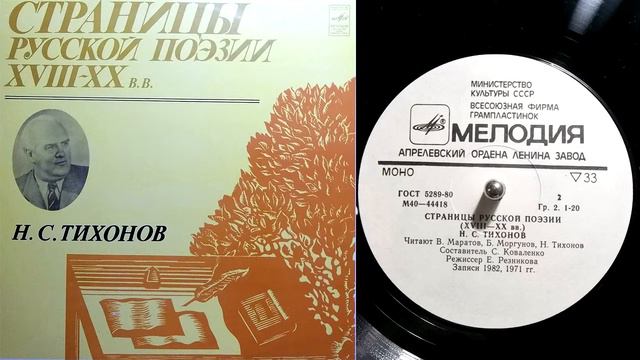 СТРАНИЦЫ
РУССКОЙ ПОЭЗИИ
XVIII-XX В.В.
Н. С. ТИХОНОВ
МИНИСТЕРСТВО
КУЛЬТУРЫ СССР
ВСЕСОЮЗНАЯ ФИРМА
ГРАМПЛАСТИНОК
МЕЛОДИЯ
АПРЕЛЕВСКИЙ ОРДЕНА ЛЕНИНА ЗАВОД
МОНО
▽33
ГОСТ 5289-80
М40—44418
2
Гр. 2. 1-20
СТРАНИЦЫ РУССКОЙ ПОЭЗИИ
(XVIII—XX вв.)
Н. С. ТИХОНОВ
Читают В. Маратов, Б. Моргунов, Н. Тихонов
Составитель С. Коваленко
Режиссер Е. Резникова
Записи 1982, 1971 гг.